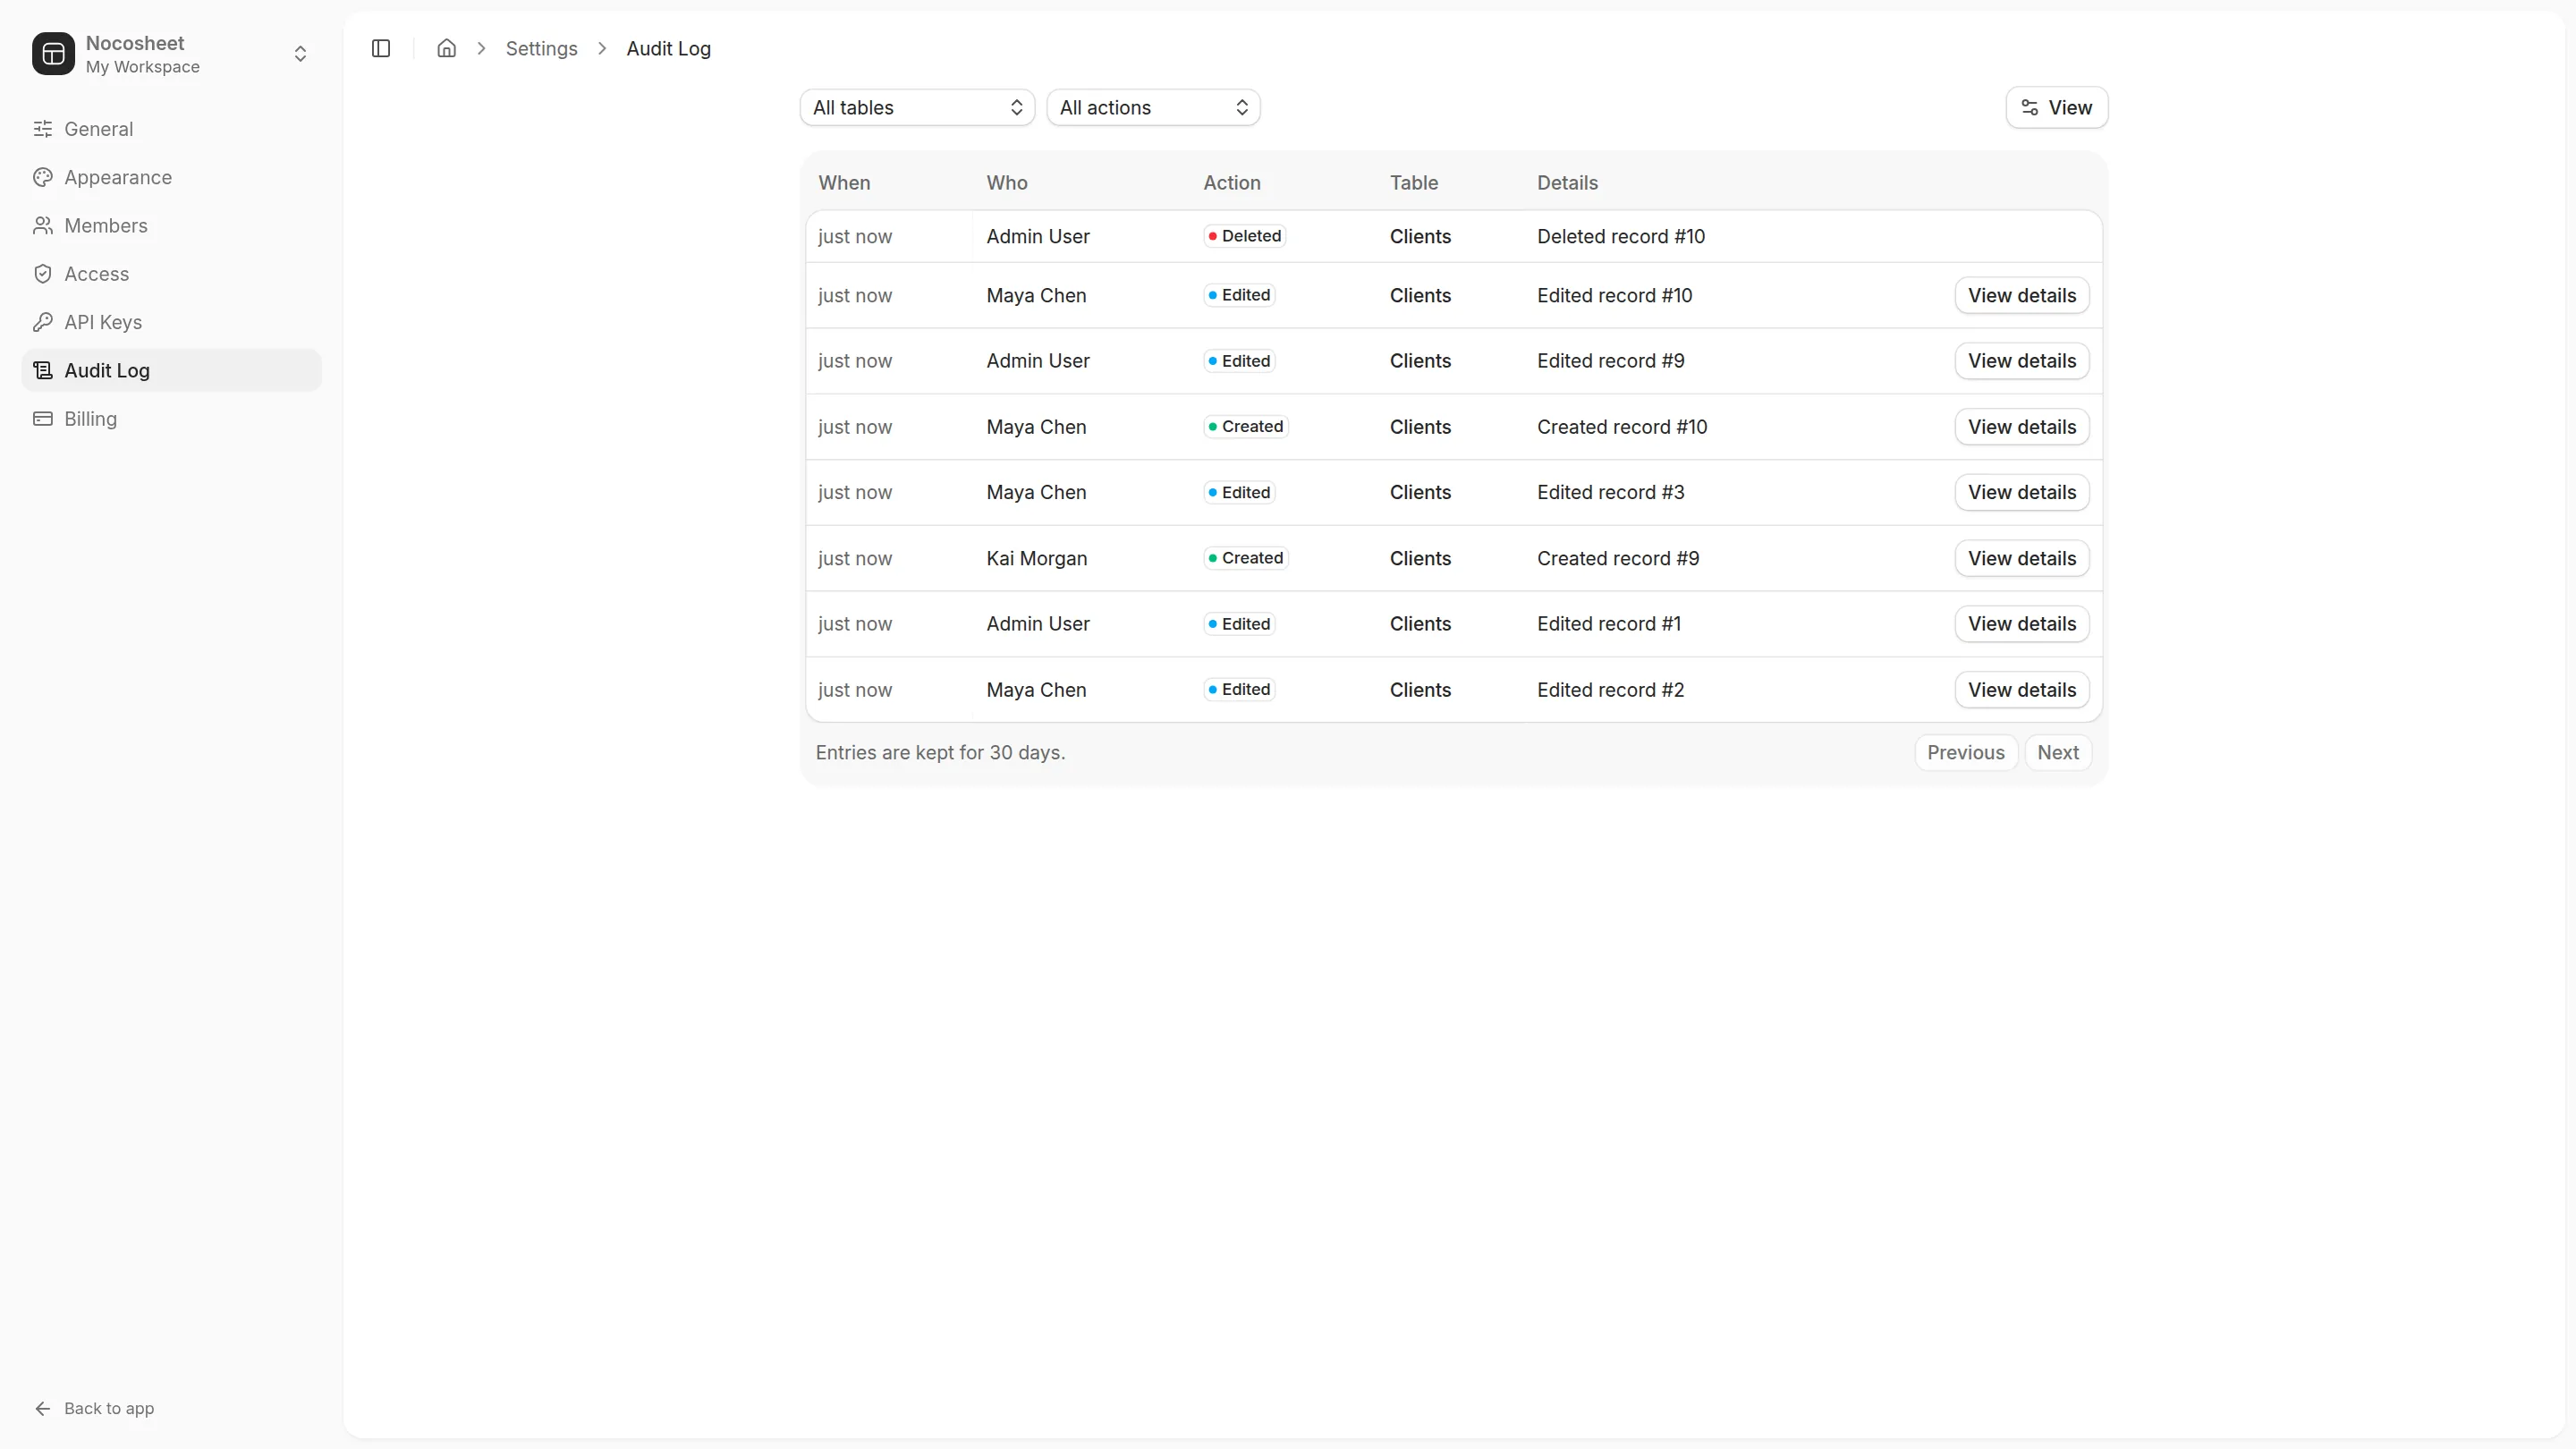 Nocosheet
My Workspace
General
Appearance
Members
Access
API Keys
Audit Log
Billing
Back to app
Settings Audit Log
All tables All actions View
When Who Action Table Details
just now Admin User Deleted Clients Deleted record #10
just now Maya Chen Edited Clients Edited record #10 View details
just now Admin User Edited Clients Edited record #9 View details
just now Maya Chen Created Clients Created record #10 View details
just now Maya Chen Edited Clients Edited record #3 View details
just now Kai Morgan Created Clients Created record #9 View details
just now Admin User Edited Clients Edited record #1 View details
just now Maya Chen Edited Clients Edited record #2 View details
Entries are kept for 30 days. Previous Next